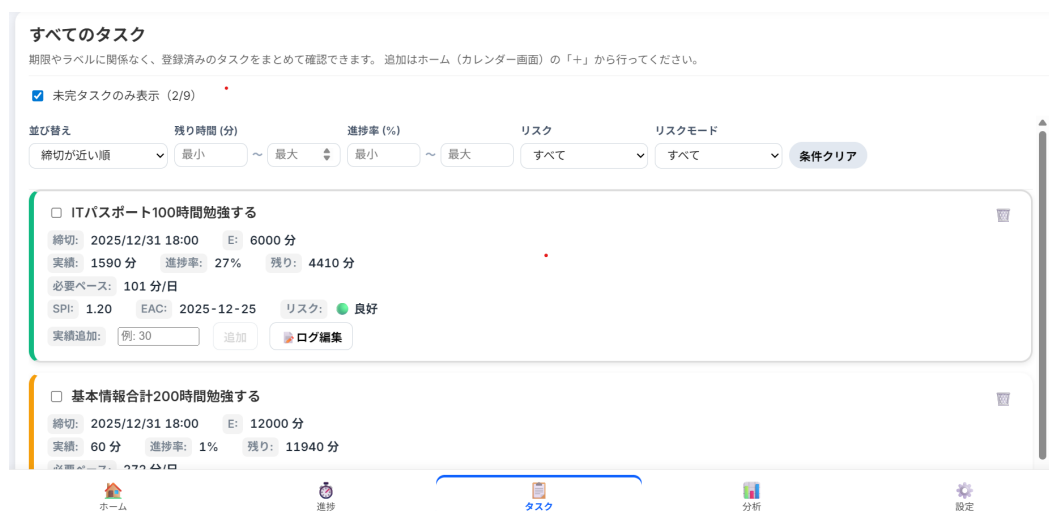 すべてのタスク
期限やラベルに関係なく、登録済みのタスクをまとめて確認できます。 追加はホーム（カレンダー画面）の「＋」から行ってください。
未完タスクのみ表示（2/9）
並び替え 残り時間 (分) 進捗率 (%) リスク リスクモード
締切が近い順 最小 ～ 最大 最小 ～ 最大 すべて すべて 条件クリア
ITパスポート100時間勉強する
締切: 2025/12/31 18:00 E: 6000 分
実績: 1590 分 進捗率: 27% 残り: 4410 分
必要ペース: 101 分/日
SPI: 1.20 EAC: 2025-12-25 リスク: 良好
実績追加: 例: 30 追加 ログ編集
基本情報合計200時間勉強する
締切: 2025/12/31 18:00 E: 12000 分
実績: 60 分 進捗率: 1% 残り: 11940 分
必要ペース: 272 分/日
ホーム 進捗 タスク 分析 設定